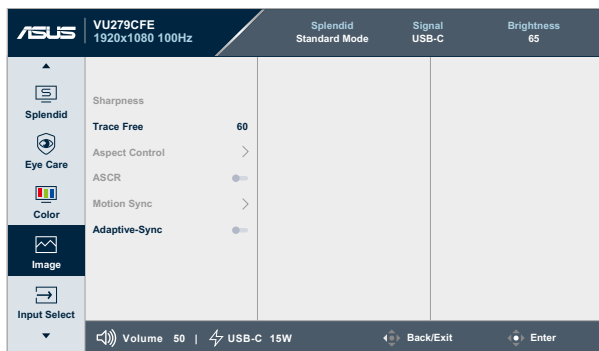 ASUS
VU279CFE
1920x1080 100Hz
Splendid
Standard Mode
Signal
USB-C
Brightness
65
Splendid
Eye Care
Color
Image
Input Select
Sharpness
Trace Free 60
Aspect Control
ASCR
Motion Sync
Adaptive-Sync
Volume 50 | USB-C 15W
Back/Exit
Enter